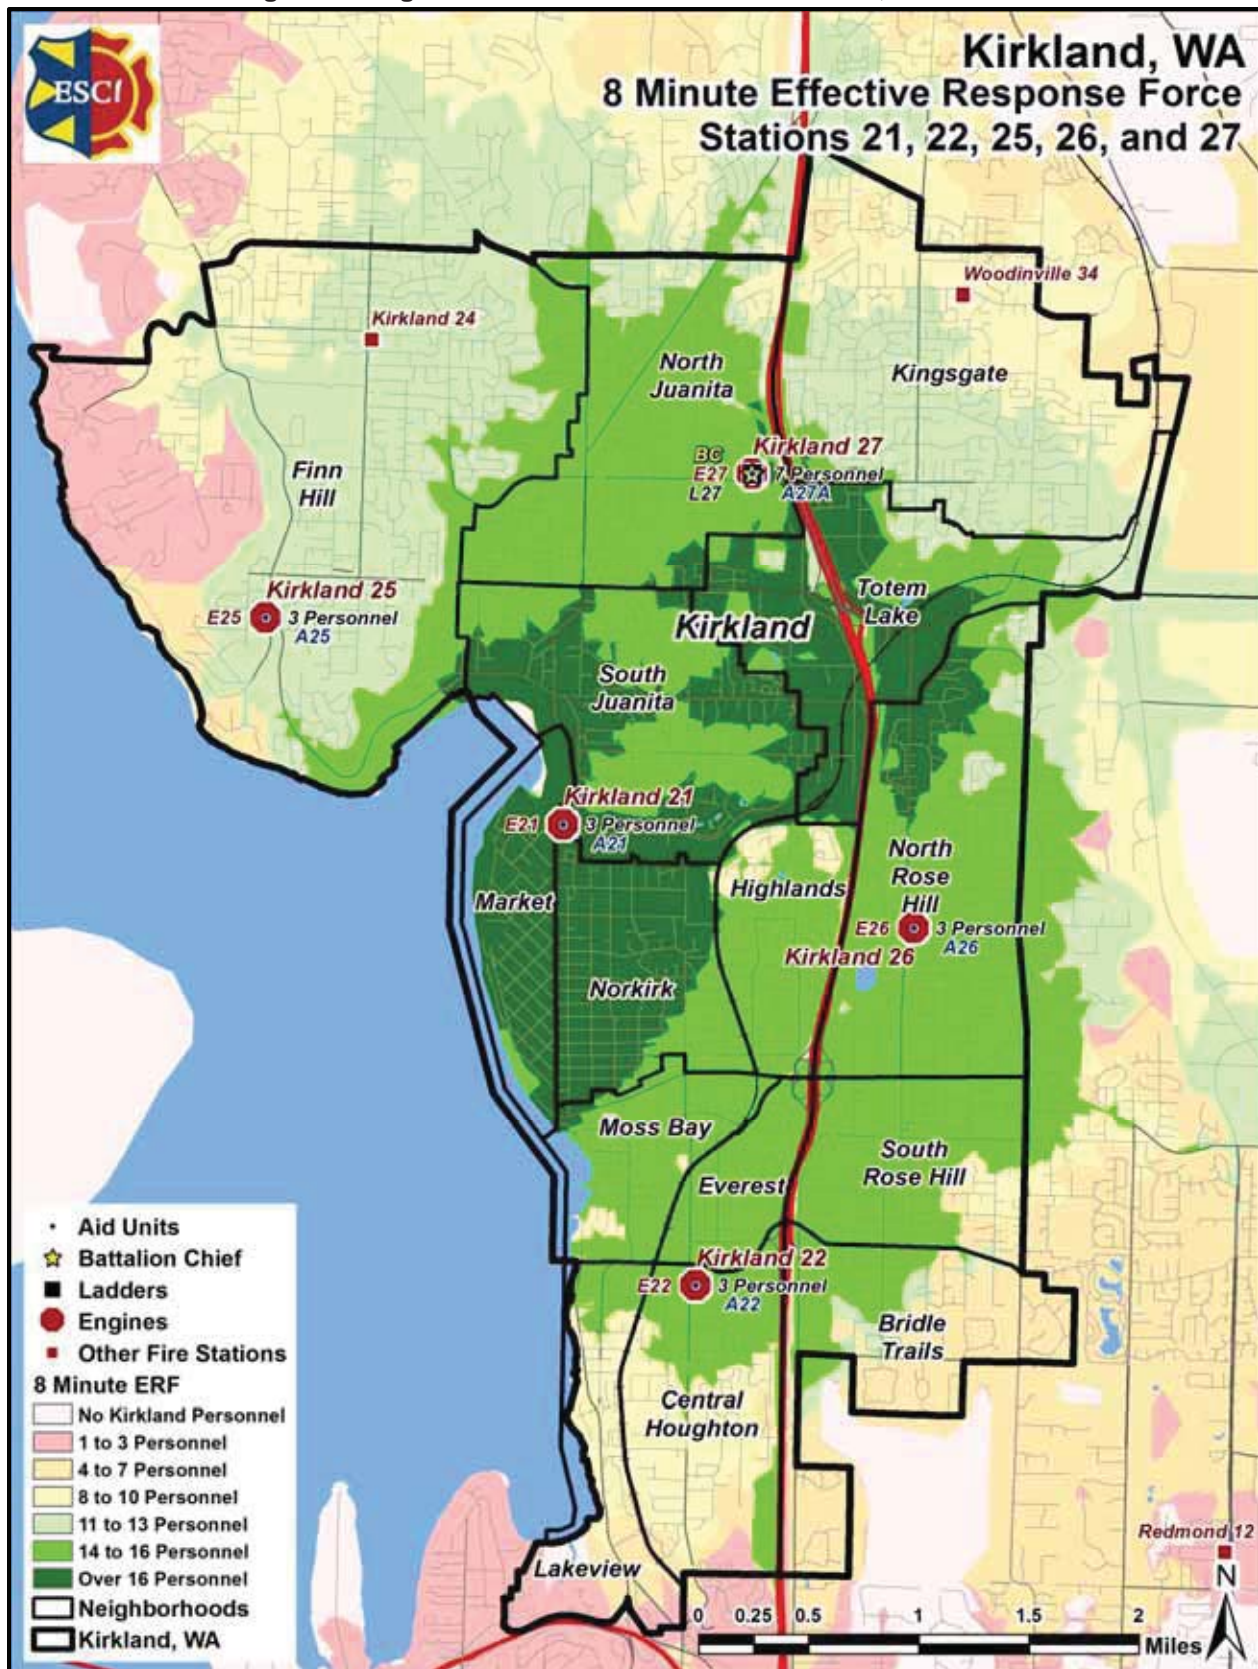 ESCI
Kirkland, WA
8 Minute Effective Response Force
Stations 21, 22, 25, 26, and 27
Woodinville 34
Kirkland 24
North
Juanita
Kingsgate
Kirkland 27
BC
E27
7 Personnel
L27
A27A
Finn
Hill
Kirkland 25
E25
3 Personnel
A25
Totem
Lake
Kirkland
South
Juanita
Kirkland 21
E21
3 Personnel
A21
North
Rose
Hill
Highlands
Market
E26
3 Personnel
A26
Kirkland 26
Norkirk
Moss Bay
South
Rose Hill
Everest
Kirkland 22
E22
3 Personnel
A22
Bridle
Trails
Central
Houghton
Lakeview
Redmond 12
Aid Units
Battalion Chief
Ladders
Engines
Other Fire Stations
8 Minute ERF
No Kirkland Personnel
1 to 3 Personnel
4 to 7 Personnel
8 to 10 Personnel
11 to 13 Personnel
14 to 16 Personnel
Over 16 Personnel
Neighborhoods
Kirkland, WA
N
0 0.25 0.5 1 1.5 2
Miles